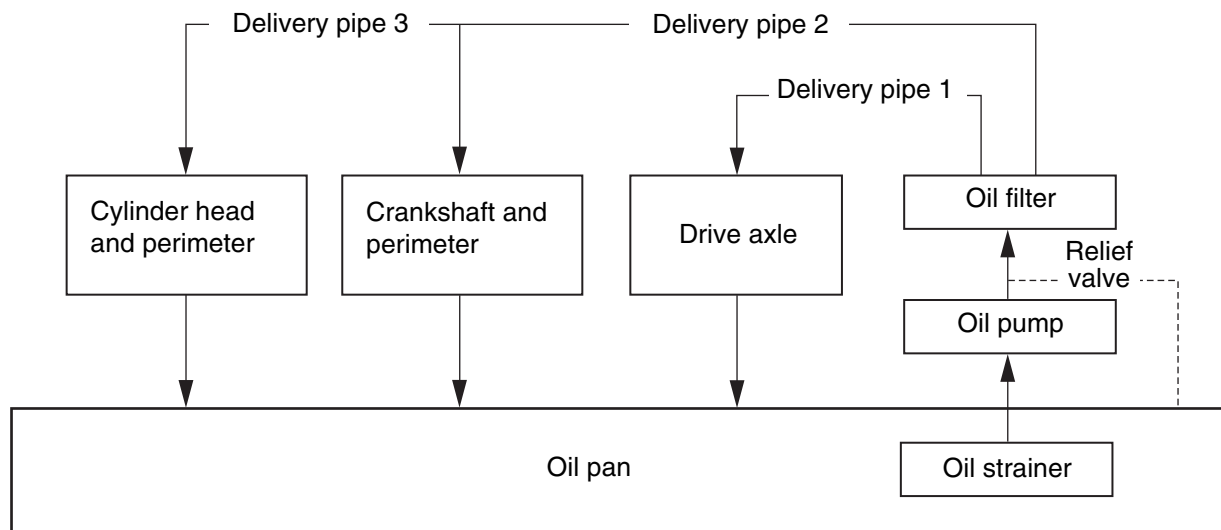 Delivery pipe 3
Delivery pipe 2
Delivery pipe 1
Cylinder head
and perimeter
Crankshaft and
perimeter
Drive axle
Oil filter
Relief
valve
Oil pump
Oil pan
Oil strainer